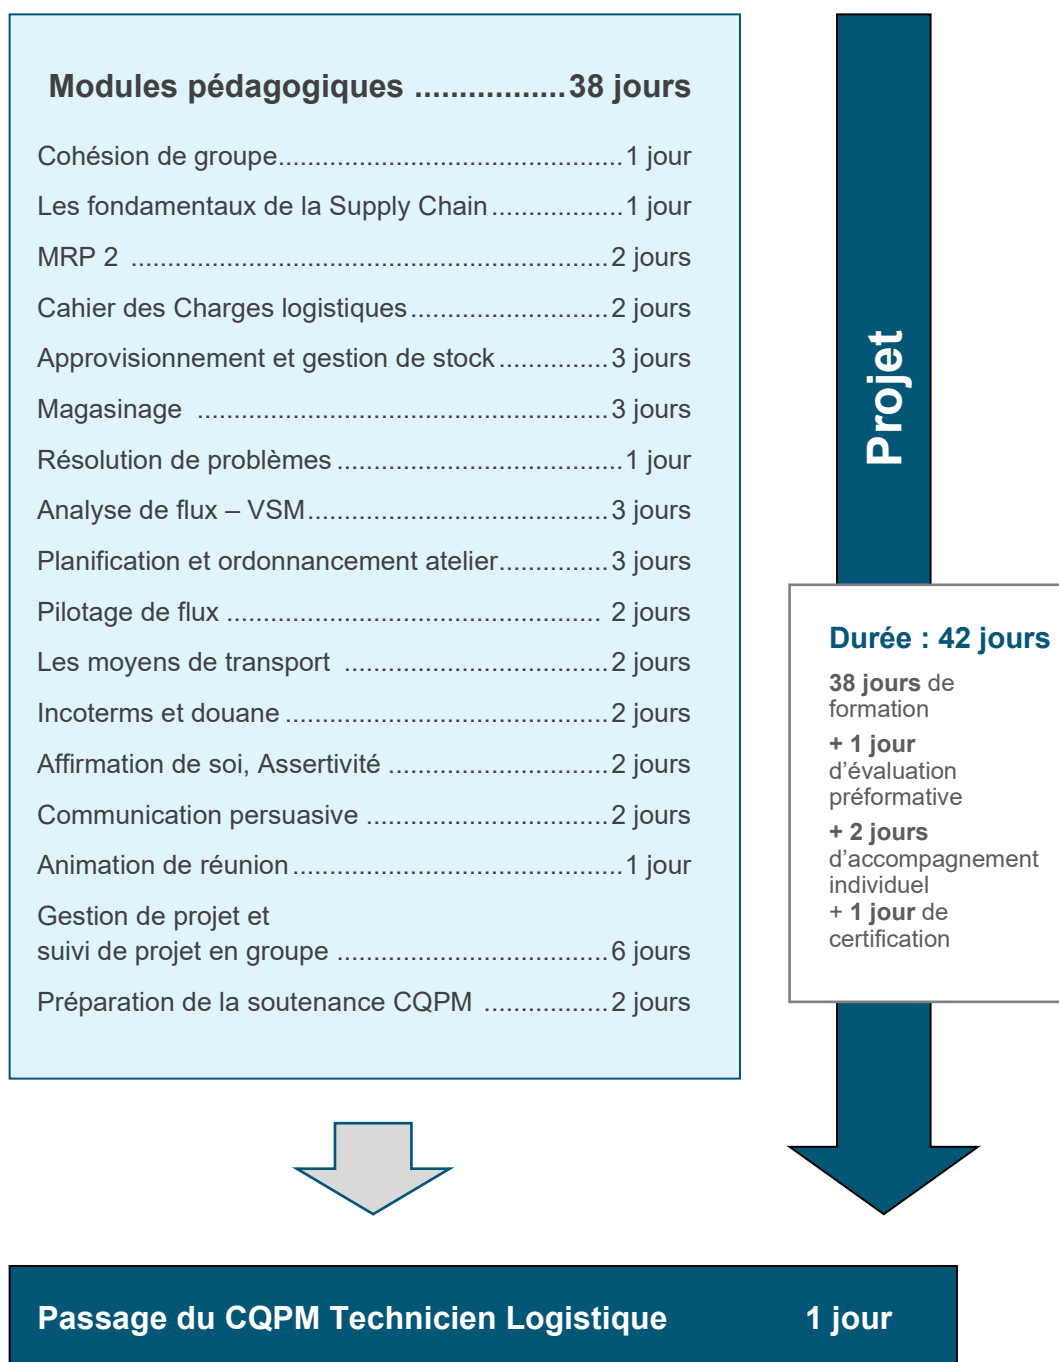 Modules pédagogiques .................38 jours
Cohésion de groupe...........................................1 jour
Les fondamentaux de la Supply Chain.................1 jour
MRP 2 ............................................................2 jours
Cahier des Charges logistiques.........................2 jours
Approvisionnement et gestion de stock..............3 jours
Magasinage ....................................................3 jours
Résolution de problèmes....................................1 jour
Analyse de flux – VSM......................................3 jours
Planification et ordonnancement atelier..............3 jours
Pilotage de flux ............................................... 2 jours
Les moyens de transport .................................2 jours
Incoterms et douane.........................................2 jours
Affirmation de soi, Assertivité ............................2 jours
Communication persuasive ...............................2 jours
Animation de réunion.........................................1 jour
Gestion de projet et
suivi de projet en groupe ..................................6 jours
Préparation de la soutenance CQPM ................2 jours
Projet
Durée : 42 jours
38 jours de
formation
+ 1 jour
d’évaluation
préformative
+ 2 jours
d’accompagnement
individuel
+ 1 jour de
certification
Passage du CQPM Technicien Logistique 1 jour